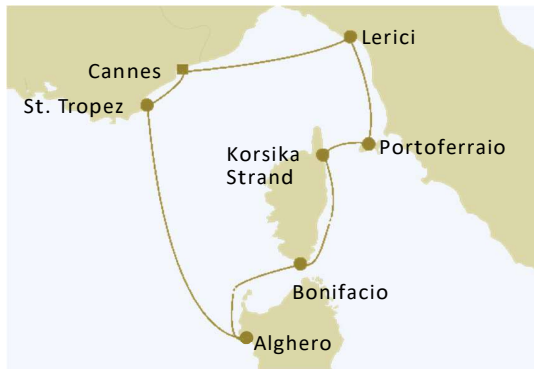 Lerici
Cannes
St. Tropez
Portoferraio
Korsika
Strand
Bonifacio
Alghero